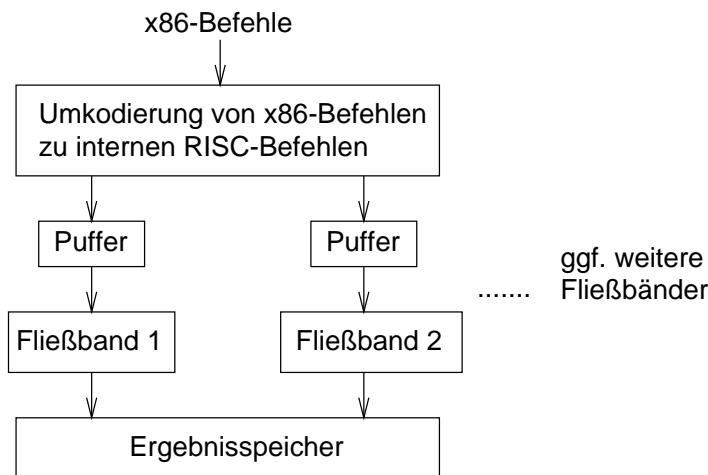 x86-Befehle
Umkodierung von x86-Befehlen
zu internen RISC-Befehlen
Puffer
Puffer
ggf. weitere
....... Fließbänder
Fließband 1
Fließband 2
Ergebnisspeicher